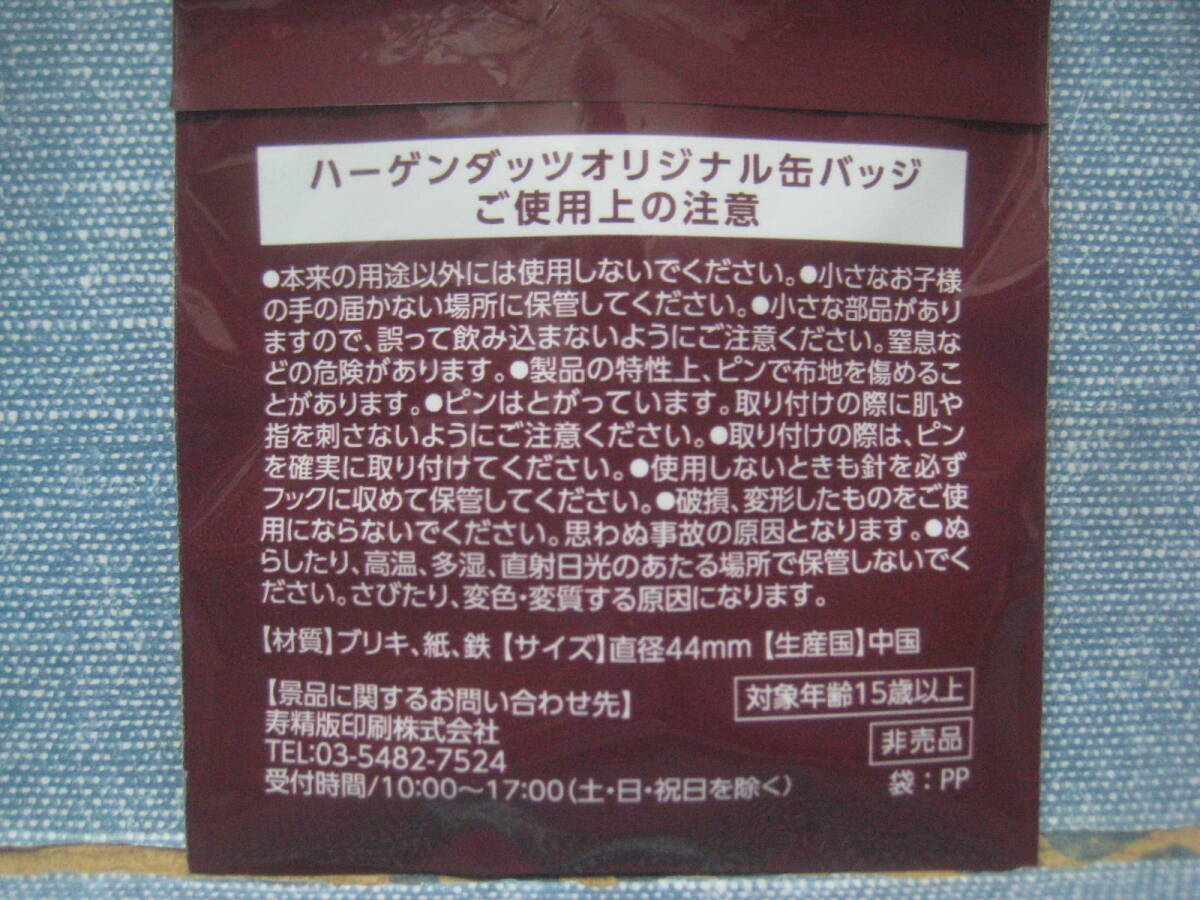 ハーゲンダッツオリジナル缶バッジ
ご使用上の注意
●本来の用途以外には使用しないでください。●小さなお子様
の手の届かない場所に保管してください。●小さな部品があり
ますので、誤って飲み込まないようにご注意ください。窒息な
どの危険があります。●製品の特性上、ピンで布地を傷めるこ
とがあります。●ピンはとがっています。取り付けの際に肌や
指を刺さないようにご注意ください。●取り付けの際は、ピン
を確実に取り付けてください。●使用しないときも針を必ず
フックに収めて保管してください。●破損、変形したものをご使
用にならないでください。思わぬ事故の原因となります。●ぬ
らしたり、高温、多湿、直射日光のあたる場所で保管しないでく
ださい。さびたり、変色・変質する原因になります。
【材質】ブリキ、紙、鉄【サイズ】直径44mm【生産国】中国
【景品に関するお問い合わせ先】
寿精版印刷株式会社
TEL:03-5482-7524
受付時間/10:00〜17:00(土・日・祝日を除く)
対象年齢15歳以上
非売品
袋：PP